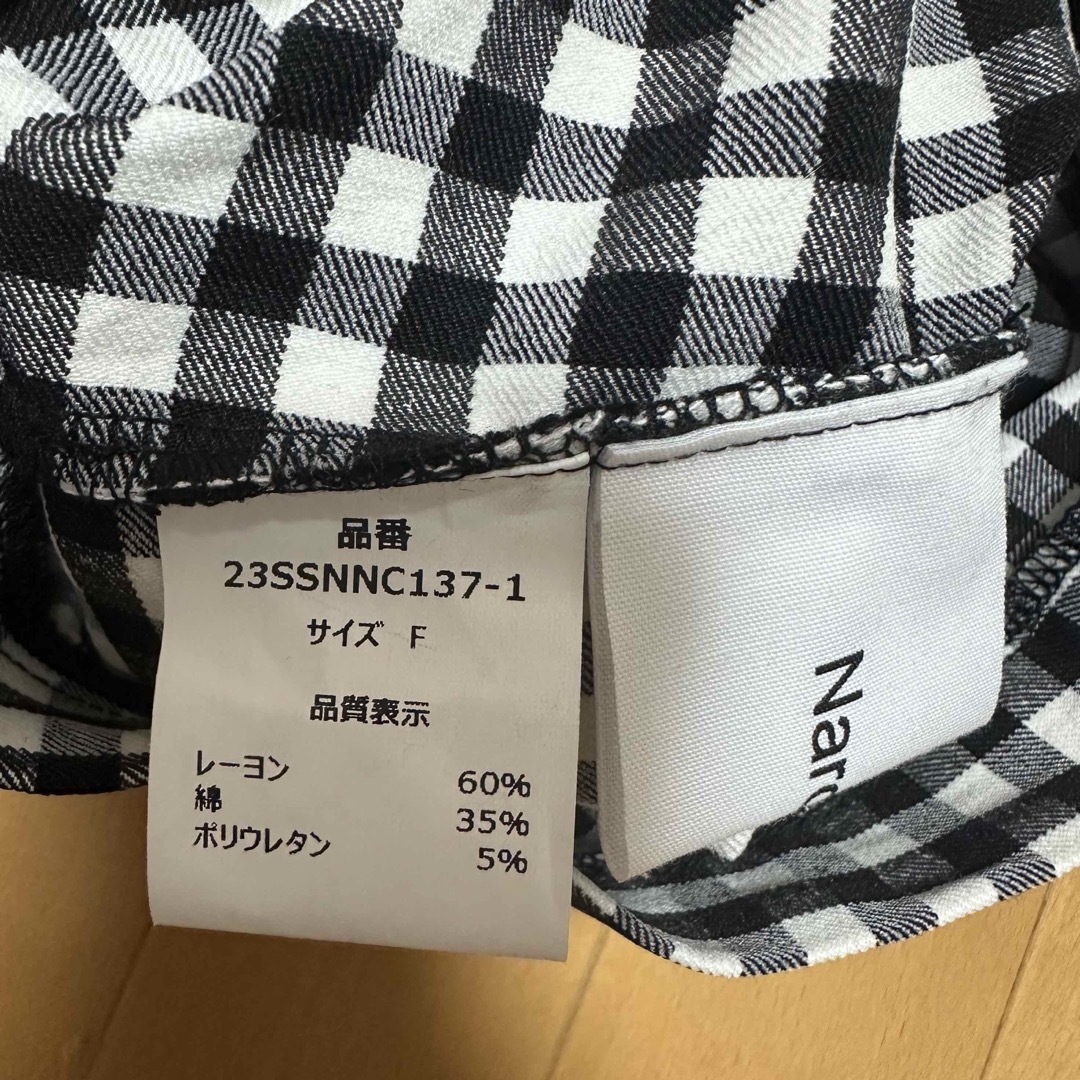 品番
23SSNNC137-1
サイズ F
品質表示
レーヨン 60%
綿 35%
ポリウレタン 5%